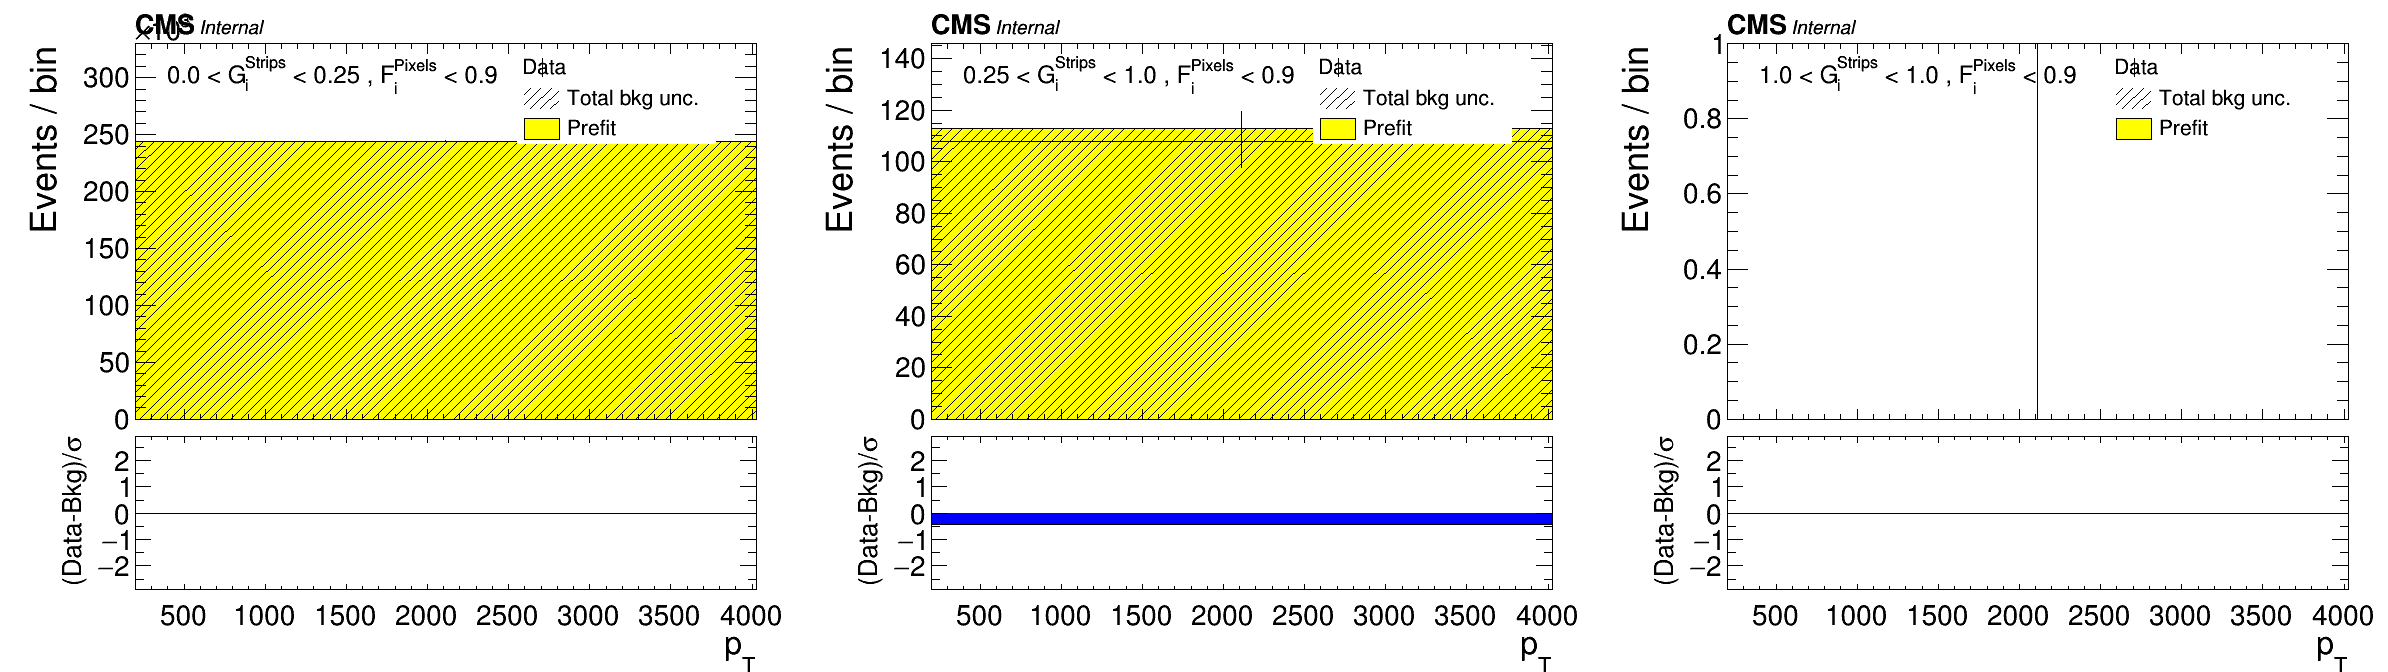 CMS Internal
×10³
Events / bin
0.0 < G_i^Strips < 0.25 , F_i^Pixels < 0.9
Data
Total bkg unc.
Prefit
300
250
200
150
100
50
0
(Data-Bkg)/σ
2
1
0
−1
−2
500 1000 1500 2000 2500 3000 3500 4000
p_T
CMS Internal
Events / bin
0.25 < G_i^Strips < 1.0 , F_i^Pixels < 0.9
Data
Total bkg unc.
Prefit
140
120
100
80
60
40
20
0
(Data-Bkg)/σ
2
1
0
−1
−2
500 1000 1500 2000 2500 3000 3500 4000
p_T
CMS Internal
Events / bin
1.0 < G_i^Strips < 1.0 , F_i^Pixels < 0.9
Data
Total bkg unc.
Prefit
1
0.8
0.6
0.4
0.2
0
(Data-Bkg)/σ
2
1
0
−1
−2
500 1000 1500 2000 2500 3000 3500 4000
p_T